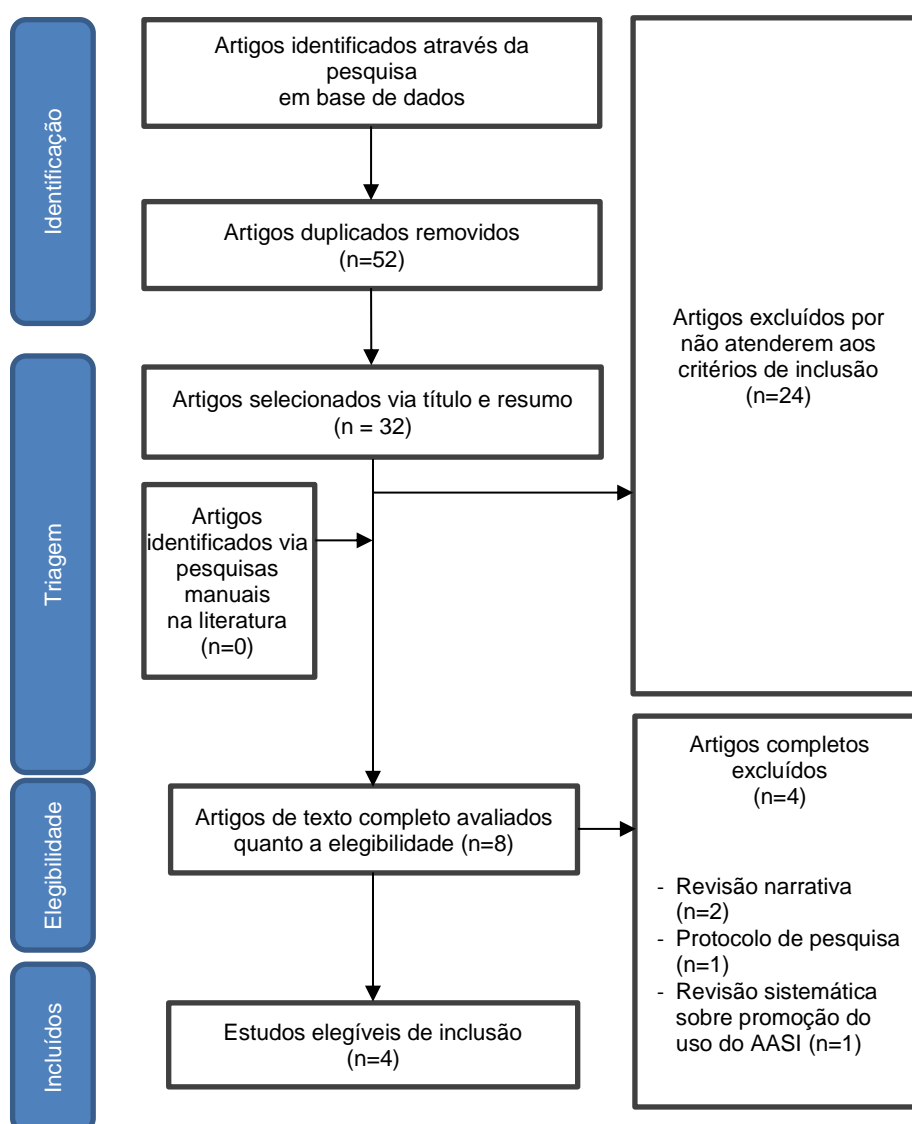 Identificação
Artigos identificados através da
pesquisa
em base de dados
Artigos duplicados removidos
(n=52)
Triagem
Artigos selecionados via título e resumo
(n = 32)
Artigos excluídos por
não atenderem aos
critérios de inclusão
(n=24)
Artigos
identificados via
pesquisas
manuais
na literatura
(n=0)
Elegibilidade
Artigos de texto completo avaliados
quanto a elegibilidade (n=8)
Artigos completos
excluídos
(n=4)
- Revisão narrativa
(n=2)
- Protocolo de pesquisa
(n=1)
- Revisão sistemática
sobre promoção do
uso do AASI (n=1)
Incluídos
Estudos elegíveis de inclusão
(n=4)